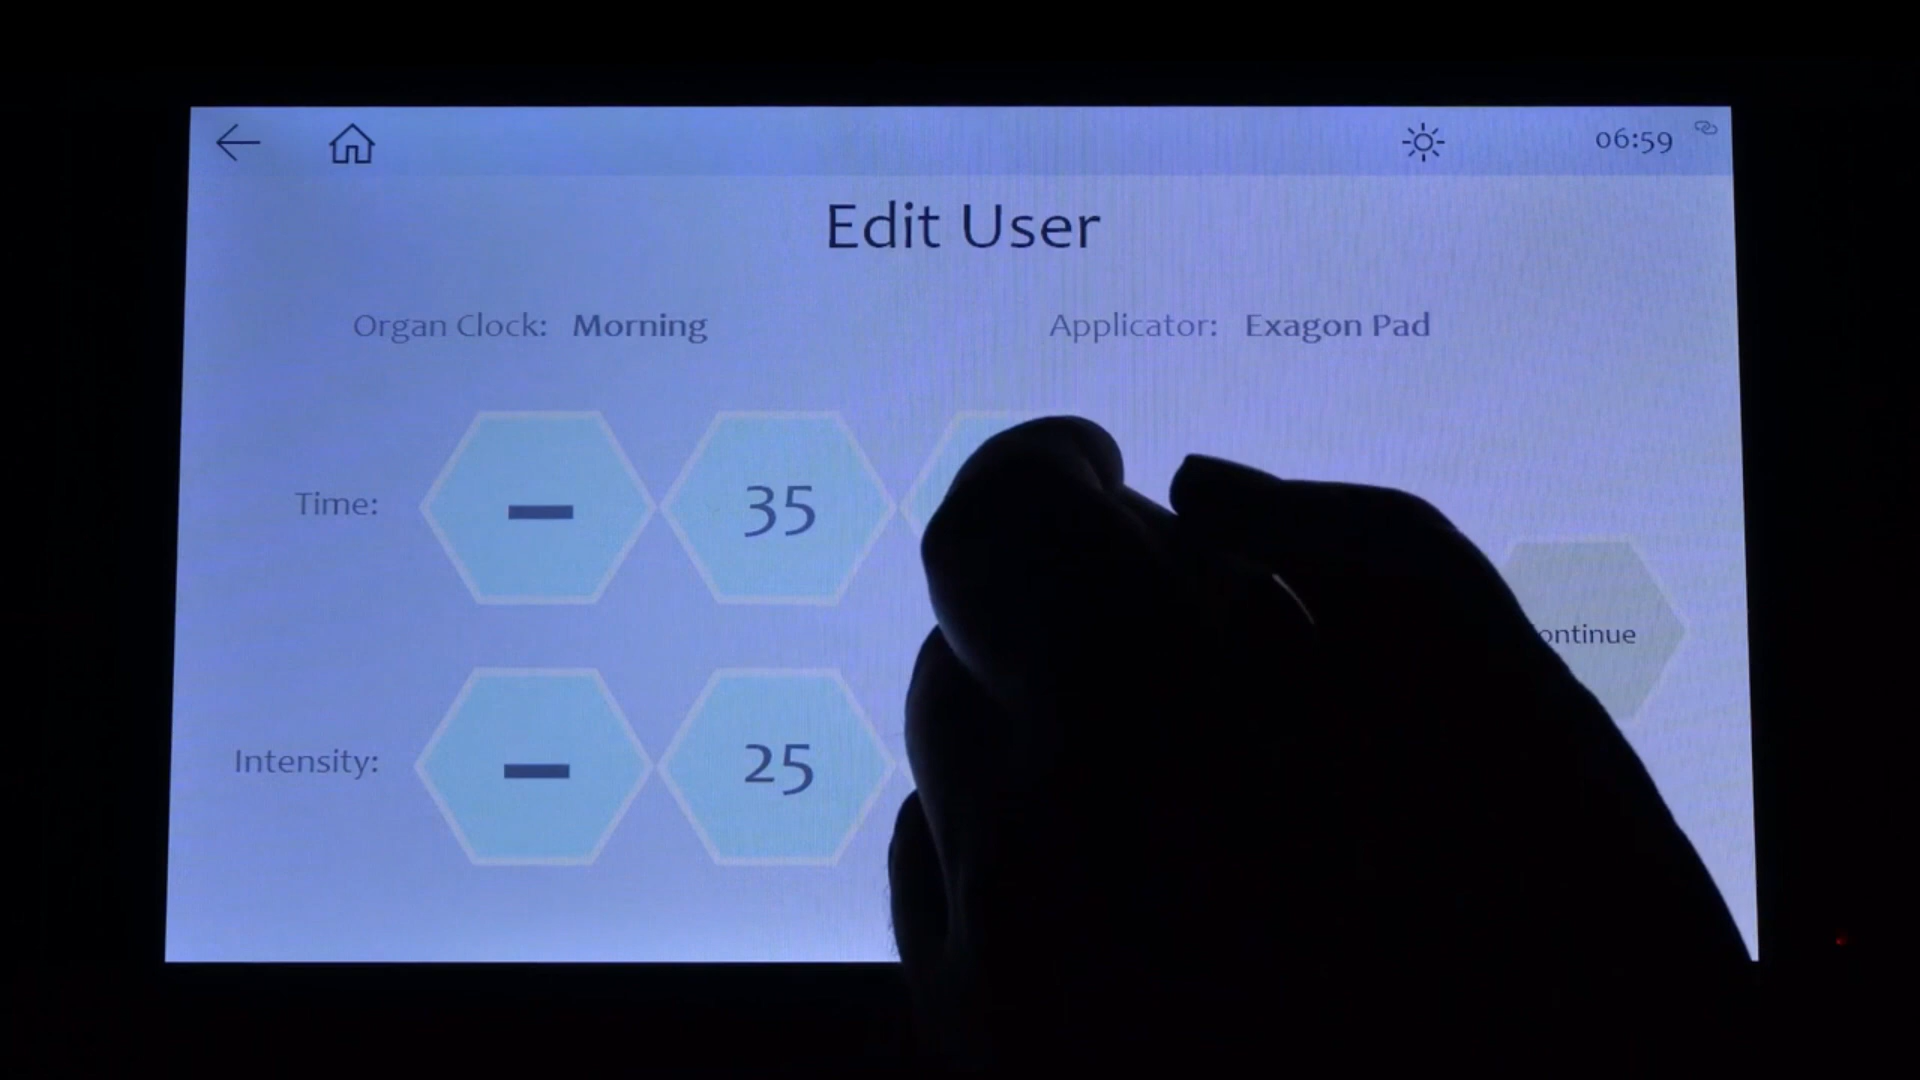 06:59
Edit User
Organ Clock: Morning
Applicator: Exagon Pad
Time: − 35
ontinue
Intensity: − 25